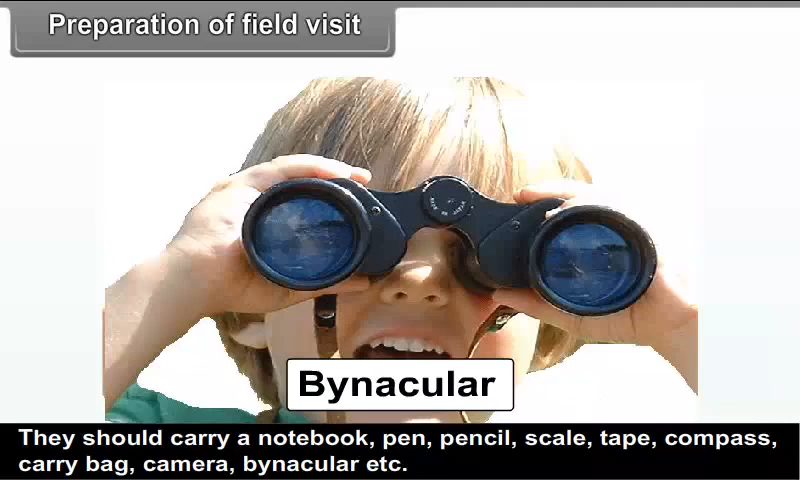 Preparation of field visit
Bynacular
They should carry a notebook, pen, pencil, scale, tape, compass,
carry bag, camera, bynacular etc.